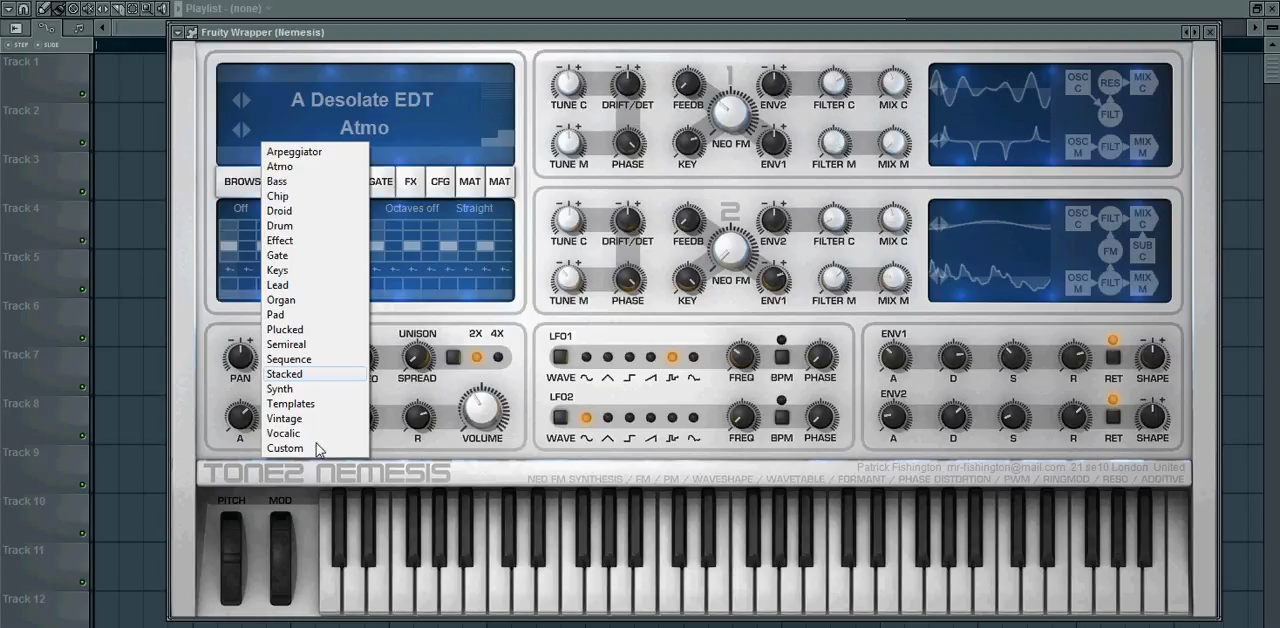 Playlist - (none)
Fruity Wrapper (Nemesis)
STEP SLIDE
Track 1
Track 2
Track 3
Track 4
Track 5
Track 6
Track 7
Track 8
Track 9
Track 10
Track 11
Track 12
A Desolate EDT
Atmo
BROWS GATE FX CFG MAT MAT
Off Octaves off Straight
Arpeggiator
Atmo
Bass
Chip
Droid
Drum
Effect
Gate
Keys
Lead
Organ
Pad
Plucked
Semireal
Sequence
Stacked
Synth
Templates
Vintage
Vocalic
Custom
1
TUNE C DRIFT/DET FEEDB ENV2 FILTER C MIX C
NEO FM
TUNE M PHASE KEY ENV1 FILTER M MIX M
OSC C RES MIX C
FILT
OSC M FILT MIX M
2
TUNE C DRIFT/DET FEEDB ENV2 FILTER C MIX C
NEO FM
TUNE M PHASE KEY ENV1 FILTER M MIX M
OSC C FILT MIX C
FM SUB C
OSC M FILT MIX M
UNISON 2X 4X
PAN SPREAD
A R VOLUME
LFO1
WAVE FREQ BPM PHASE
LFO2
WAVE FREQ BPM PHASE
ENV1
A D S R RET SHAPE
ENV2
A D S R RET SHAPE
TONE2 NEMESIS
Patrick Fishington mr-fishington@mail.com 21 se10 London United
NEO FM SYNTHESIS / FM / PM / WAVESHAPE / WAVETABLE / FORMANT / PHASE DISTORTION / PWM / RINGMOD / RESO / ADDITIVE
PITCH MOD